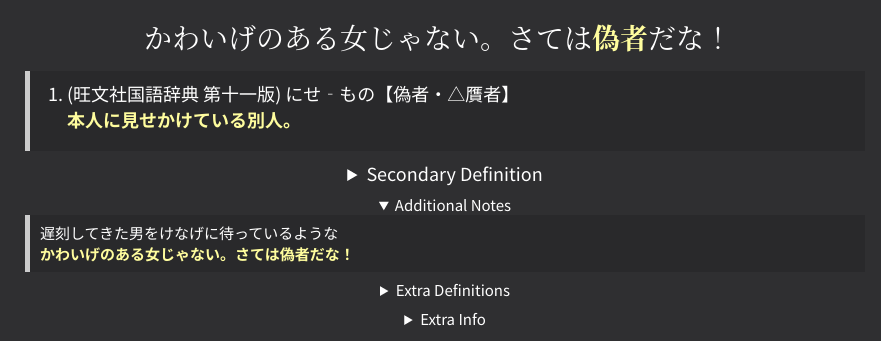 かわいげのある女じゃない。さては偽者だな！
1. (旺文社国語辞典 第十一版) にせ‐もの【偽者・△贋者】
本人に見せかけている別人。
▶ Secondary Definition
▼ Additional Notes
遅刻してきた男をけなげに待っているような
かわいげのある女じゃない。さては偽者だな！
▶ Extra Definitions
▶ Extra Info